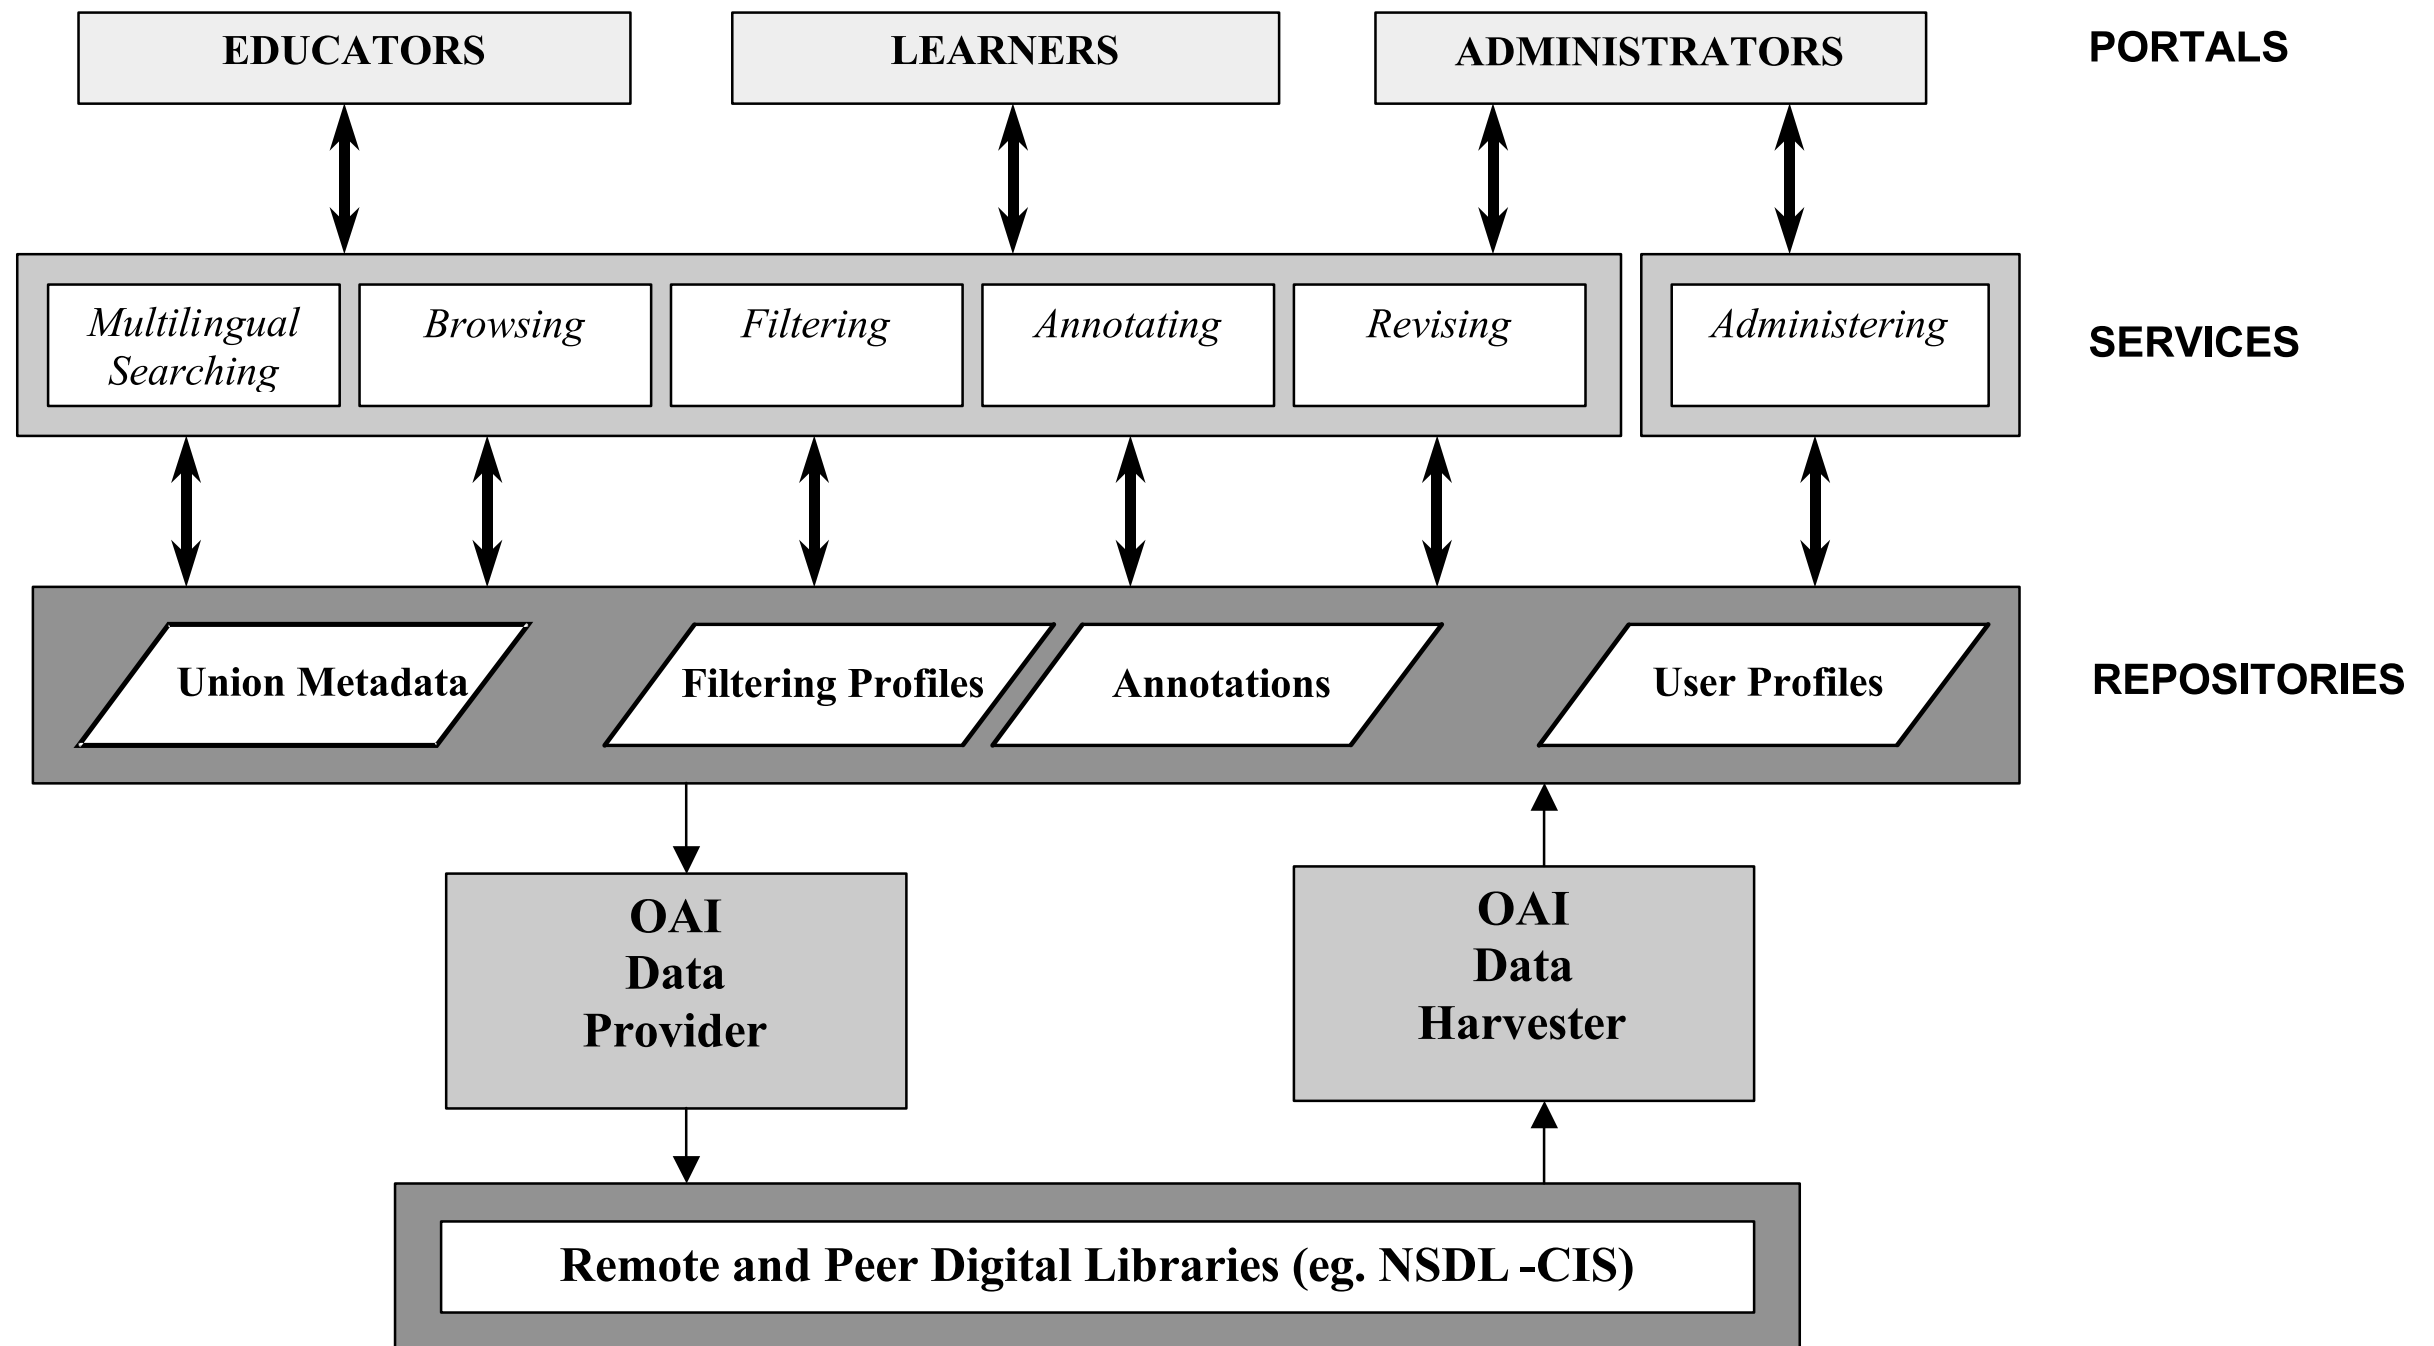 EDUCATORS
LEARNERS
ADMINISTRATORS
PORTALS
Multilingual
Searching
Browsing
Filtering
Annotating
Revising
Administering
SERVICES
Union Metadata
Filtering Profiles
Annotations
User Profiles
REPOSITORIES
OAI
Data
Provider
OAI
Data
Harvester
Remote and Peer Digital Libraries (eg. NSDL -CIS)